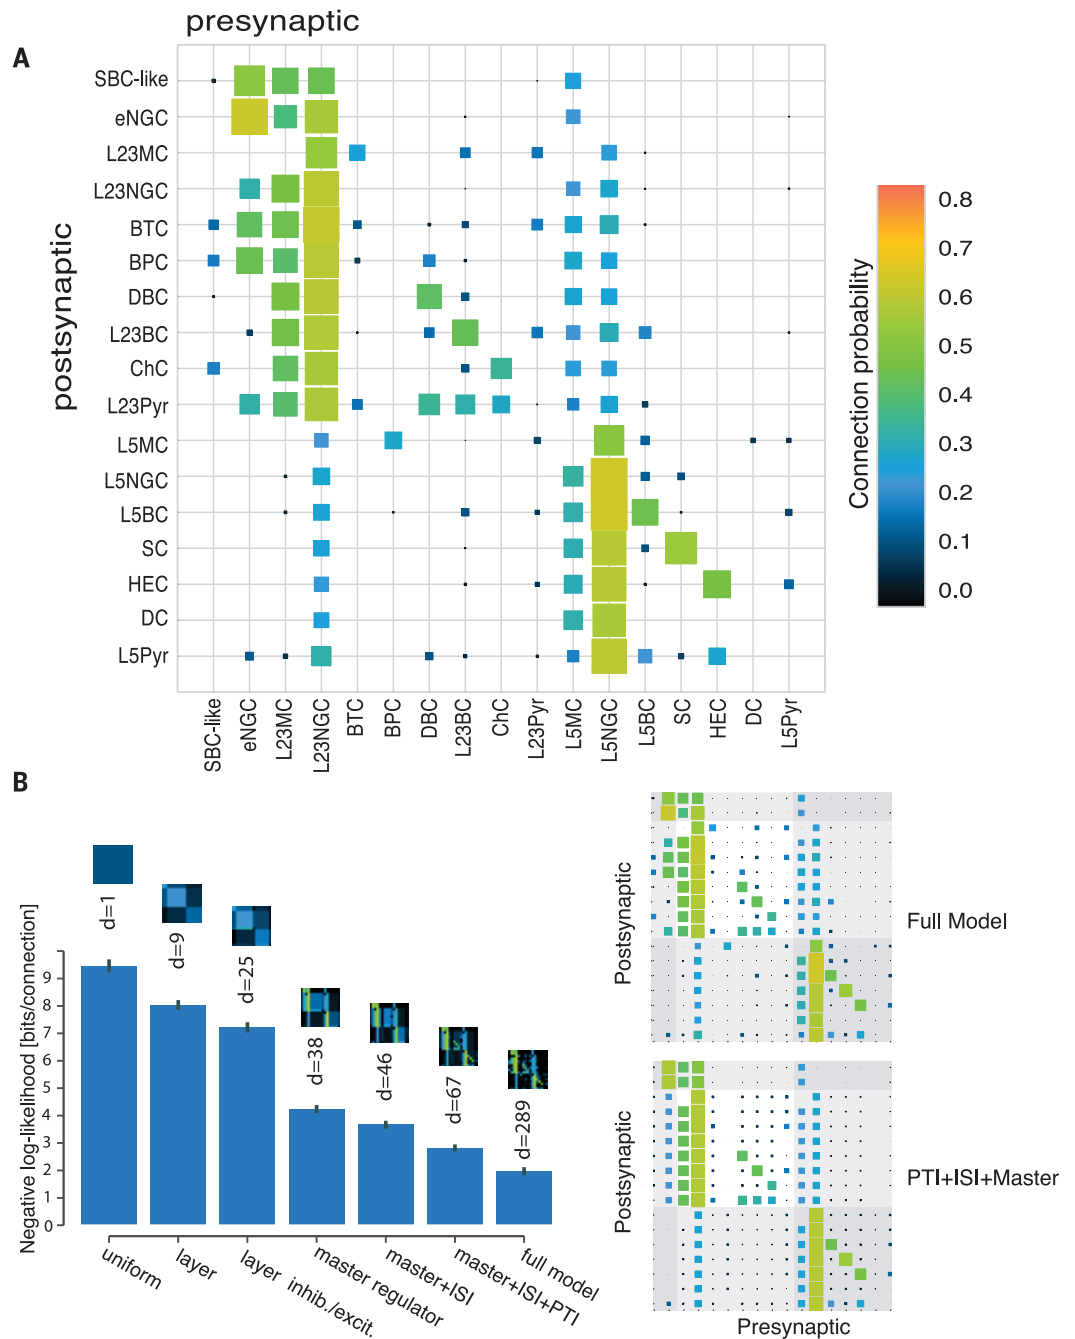 presynaptic
A
postsynaptic
SBC-like
eNGC
L23MC
L23NGC
BTC
BPC
DBC
L23BC
ChC
L23Pyr
L5MC
L5NGC
L5BC
SC
HEC
DC
L5Pyr
SBC-like
eNGC
L23MC
L23NGC
BTC
BPC
DBC
L23BC
ChC
L23Pyr
L5MC
L5NGC
L5BC
SC
HEC
DC
L5Pyr
Connection probability
0.8
0.7
0.6
0.5
0.4
0.3
0.2
0.1
0.0
B
Negative log-likelihood [bits/connection]
9
8
7
6
5
4
3
2
1
0
d=1
d=9
d=25
d=38
d=46
d=67
d=289
uniform
layer
layer inhib./excit.
master regulator
master+ISI
master+ISI+PTI
full model
Postsynaptic
Full Model
Postsynaptic
PTI+ISI+Master
Presynaptic